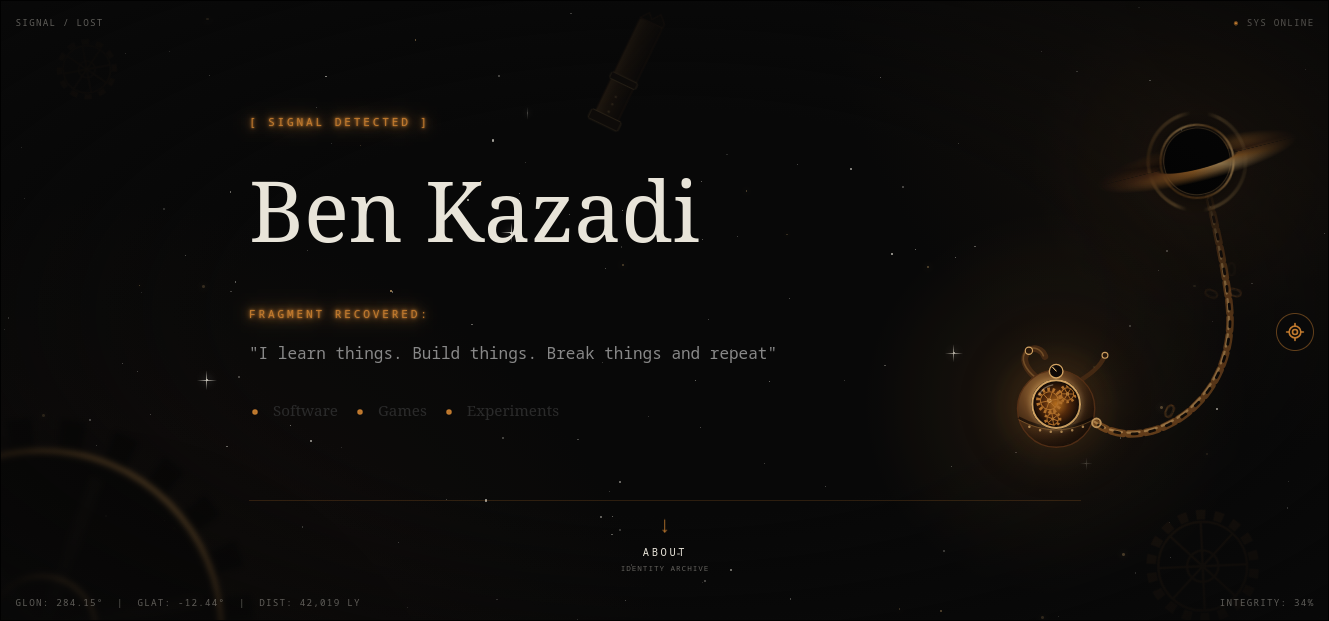 SIGNAL / LOST
SYS ONLINE
[ SIGNAL DETECTED ]
Ben Kazadi
FRAGMENT RECOVERED:
"I learn things. Build things. Break things and repeat"
• Software • Games • Experiments
↓
ABOUT
IDENTITY ARCHIVE
GLON: 284.15° | GLAT: -12.44° | DIST: 42,019 LY
INTEGRITY: 34%